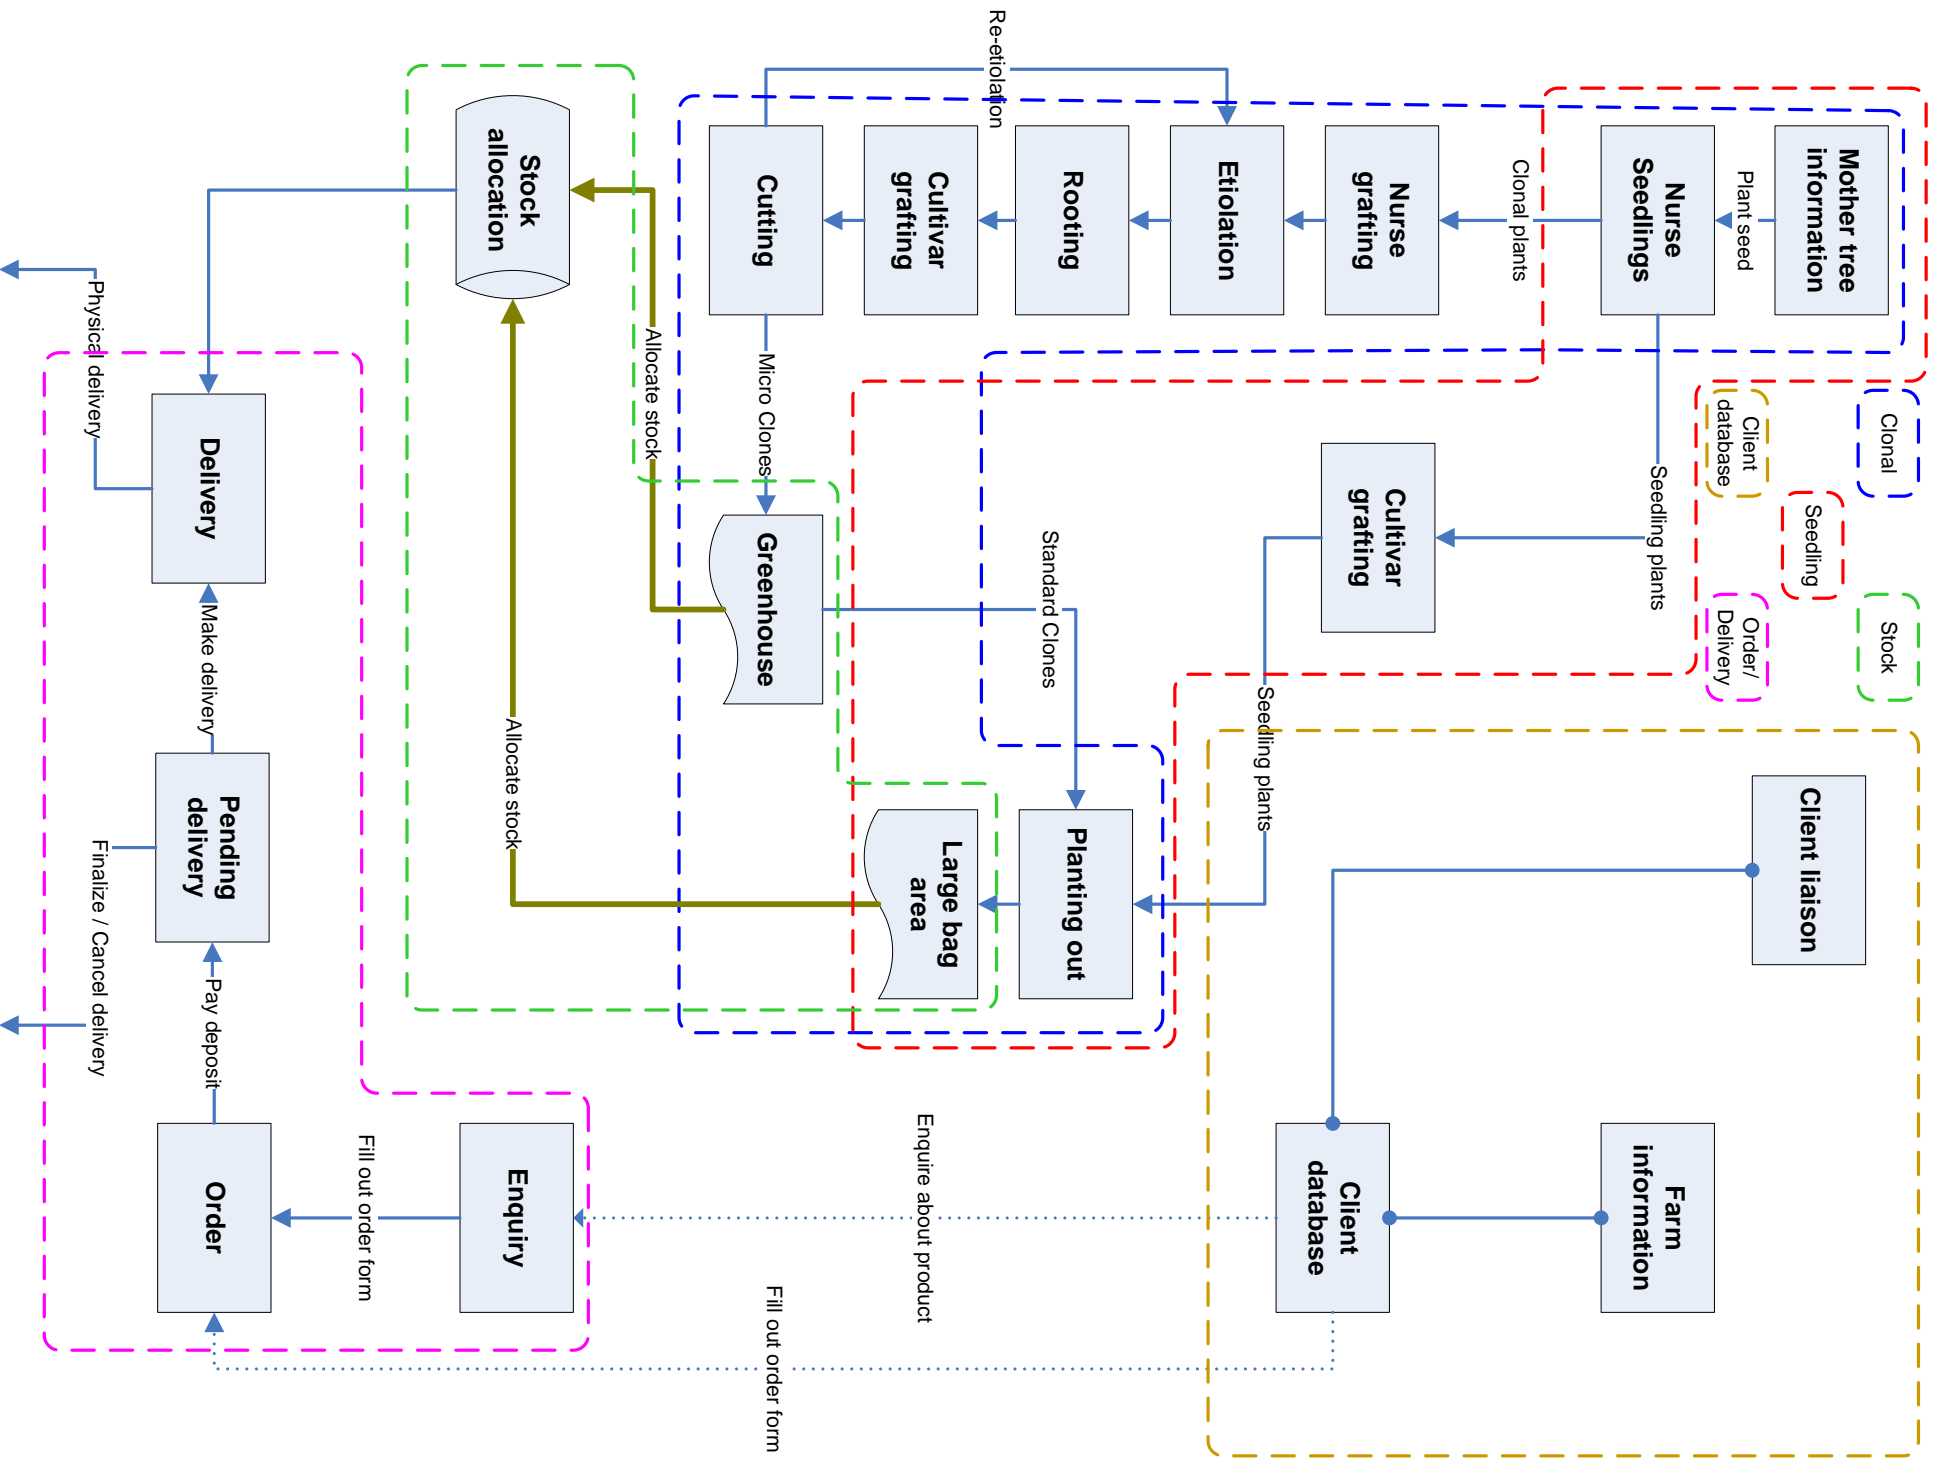 Mother tree
information
Plant seed
Nurse
Seedlings
Clonal plants
Nurse
grafting
Etiolation
Re-etiolation
Rooting
Cultivar
grafting
Cutting
Micro Clones
Allocate stock
Stock
allocation
Physical delivery
Clonal
Client
database
Seedling
Stock
Order/
Delivery
Seedling plants
Cultivar
grafting
Seedling plants
Standard Clones
Greenhouse
Allocate stock
Planting out
Large bag
area
Delivery
Make delivery
Pending
delivery
Finalize / Cancel delivery
Pay deposit
Client liaison
Farm
information
Client
database
Enquire about product
Fill out order form
Enquiry
Fill out order form
Order